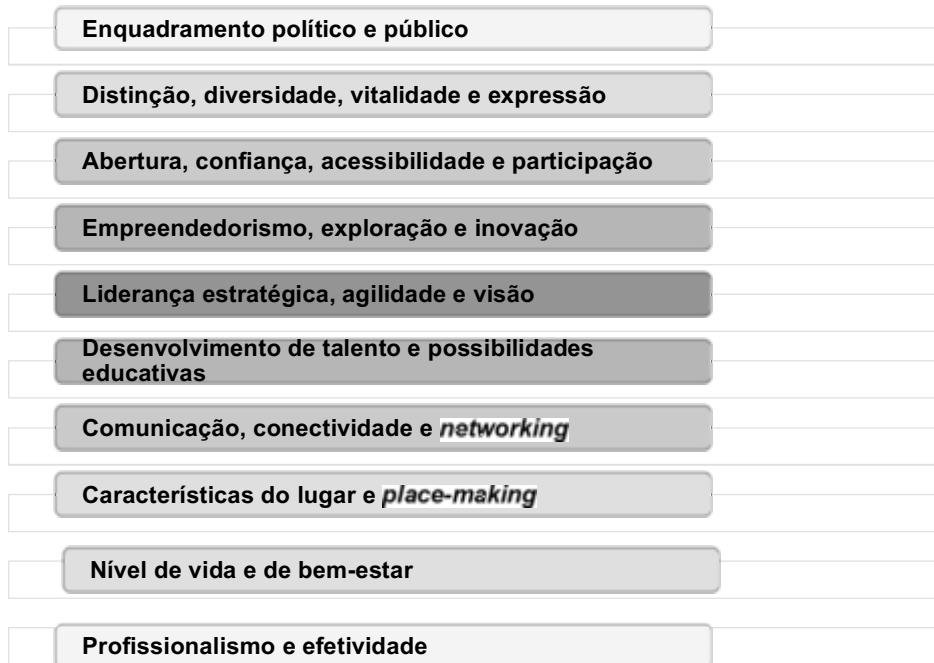 Enquadramento político e público
Distinção, diversidade, vitalidade e expressão
Abertura, confiança, acessibilidade e participação
Empreendedorismo, exploração e inovação
Liderança estratégica, agilidade e visão
Desenvolvimento de talento e possibilidades
educativas
Comunicação, conectividade e networking
Características do lugar e place-making
Nível de vida e de bem-estar
Profissionalismo e efetividade